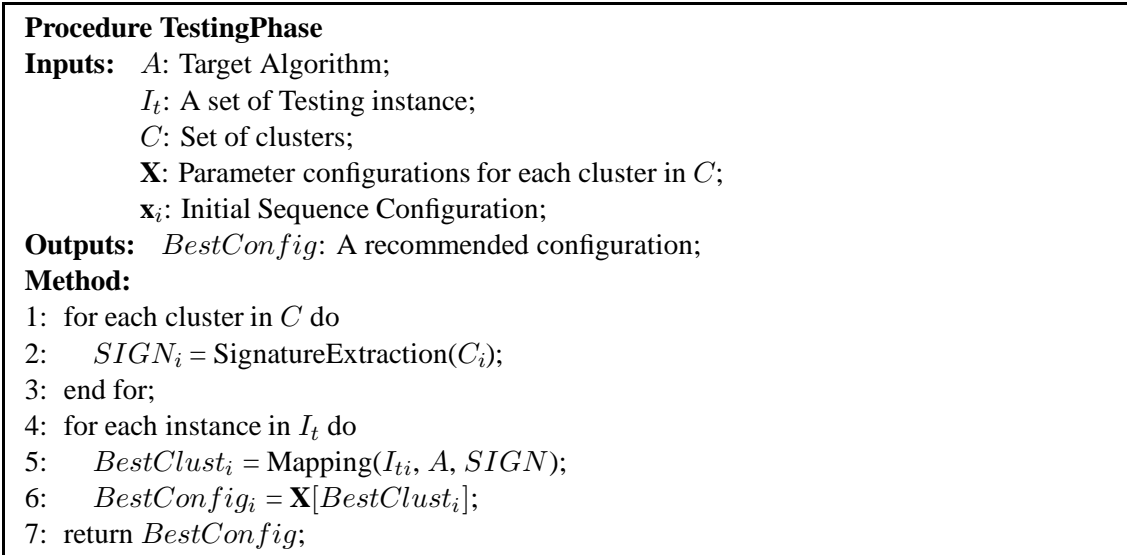 Procedure TestingPhase
Inputs: A: Target Algorithm;
I_t: A set of Testing instance;
C: Set of clusters;
X: Parameter configurations for each cluster in C;
x_i: Initial Sequence Configuration;
Outputs: BestConfig: A recommended configuration;
Method:
1: for each cluster in C do
2: SIGN_i = SignatureExtraction(C_i);
3: end for;
4: for each instance in I_t do
5: BestClust_i = Mapping(I_ti, A, SIGN);
6: BestConfig_i = X[BestClust_i];
7: return BestConfig;